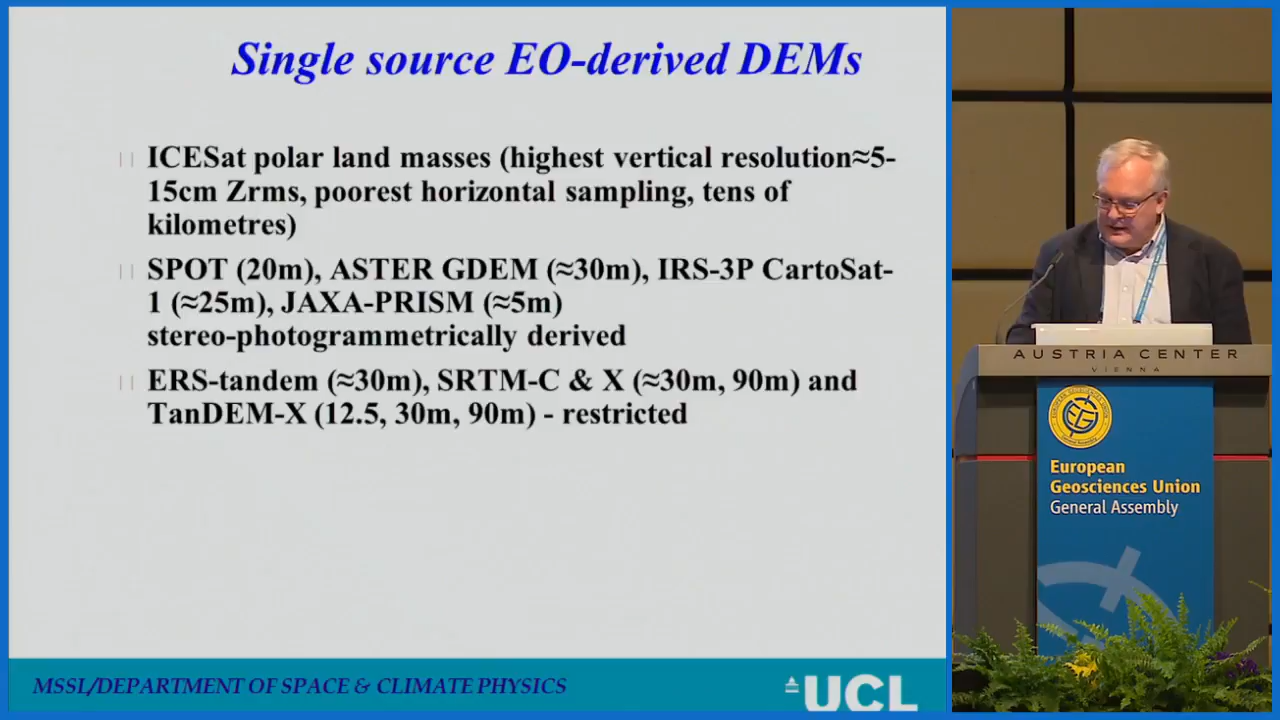 Single source EO-derived DEMs
ICESat polar land masses (highest vertical resolution≈5-
15cm Zrms, poorest horizontal sampling, tens of
kilometres)
SPOT (20m), ASTER GDEM (≈30m), IRS-3P CartoSat-
1 (≈25m), JAXA-PRISM (≈5m)
stereo-photogrammetrically derived
ERS-tandem (≈30m), SRTM-C & X (≈30m, 90m) and
TanDEM-X (12.5, 30m, 90m) - restricted
MSSL/DEPARTMENT OF SPACE & CLIMATE PHYSICS
UCL
AUSTRIA CENTER
VIENNA
EGU
European
Geosciences Union
General Assembly